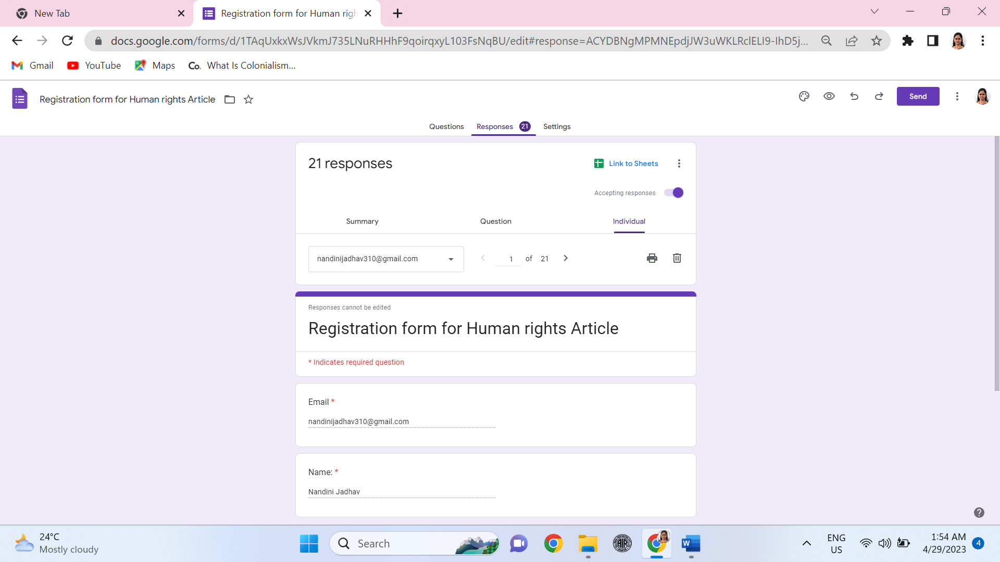 New Tab
Registration form for Human righ
docs.google.com/forms/d/1TAqUxkxWsJVkmJ735LNuRHHhF9qoirqxyL103FsNqBU/edit#response=ACYDBNgMPMNEpdjJW3uWKLRclELI9-IhD5j...
Gmail
YouTube
Maps
Co.
What Is Colonialism...
Registration form for Human rights Article
Send
Questions
Responses 21
Settings
21 responses
Link to Sheets
Accepting responses
Summary
Question
Individual
nandinijadhav310@gmail.com
1 of 21
Responses cannot be edited
Registration form for Human rights Article
* Indicates required question
Email *
nandinijadhav310@gmail.com
Name: *
Nandini Jadhav
24°C
Mostly cloudy
Search
AIR
W
ENG
US
1:54 AM
4/29/2023
4